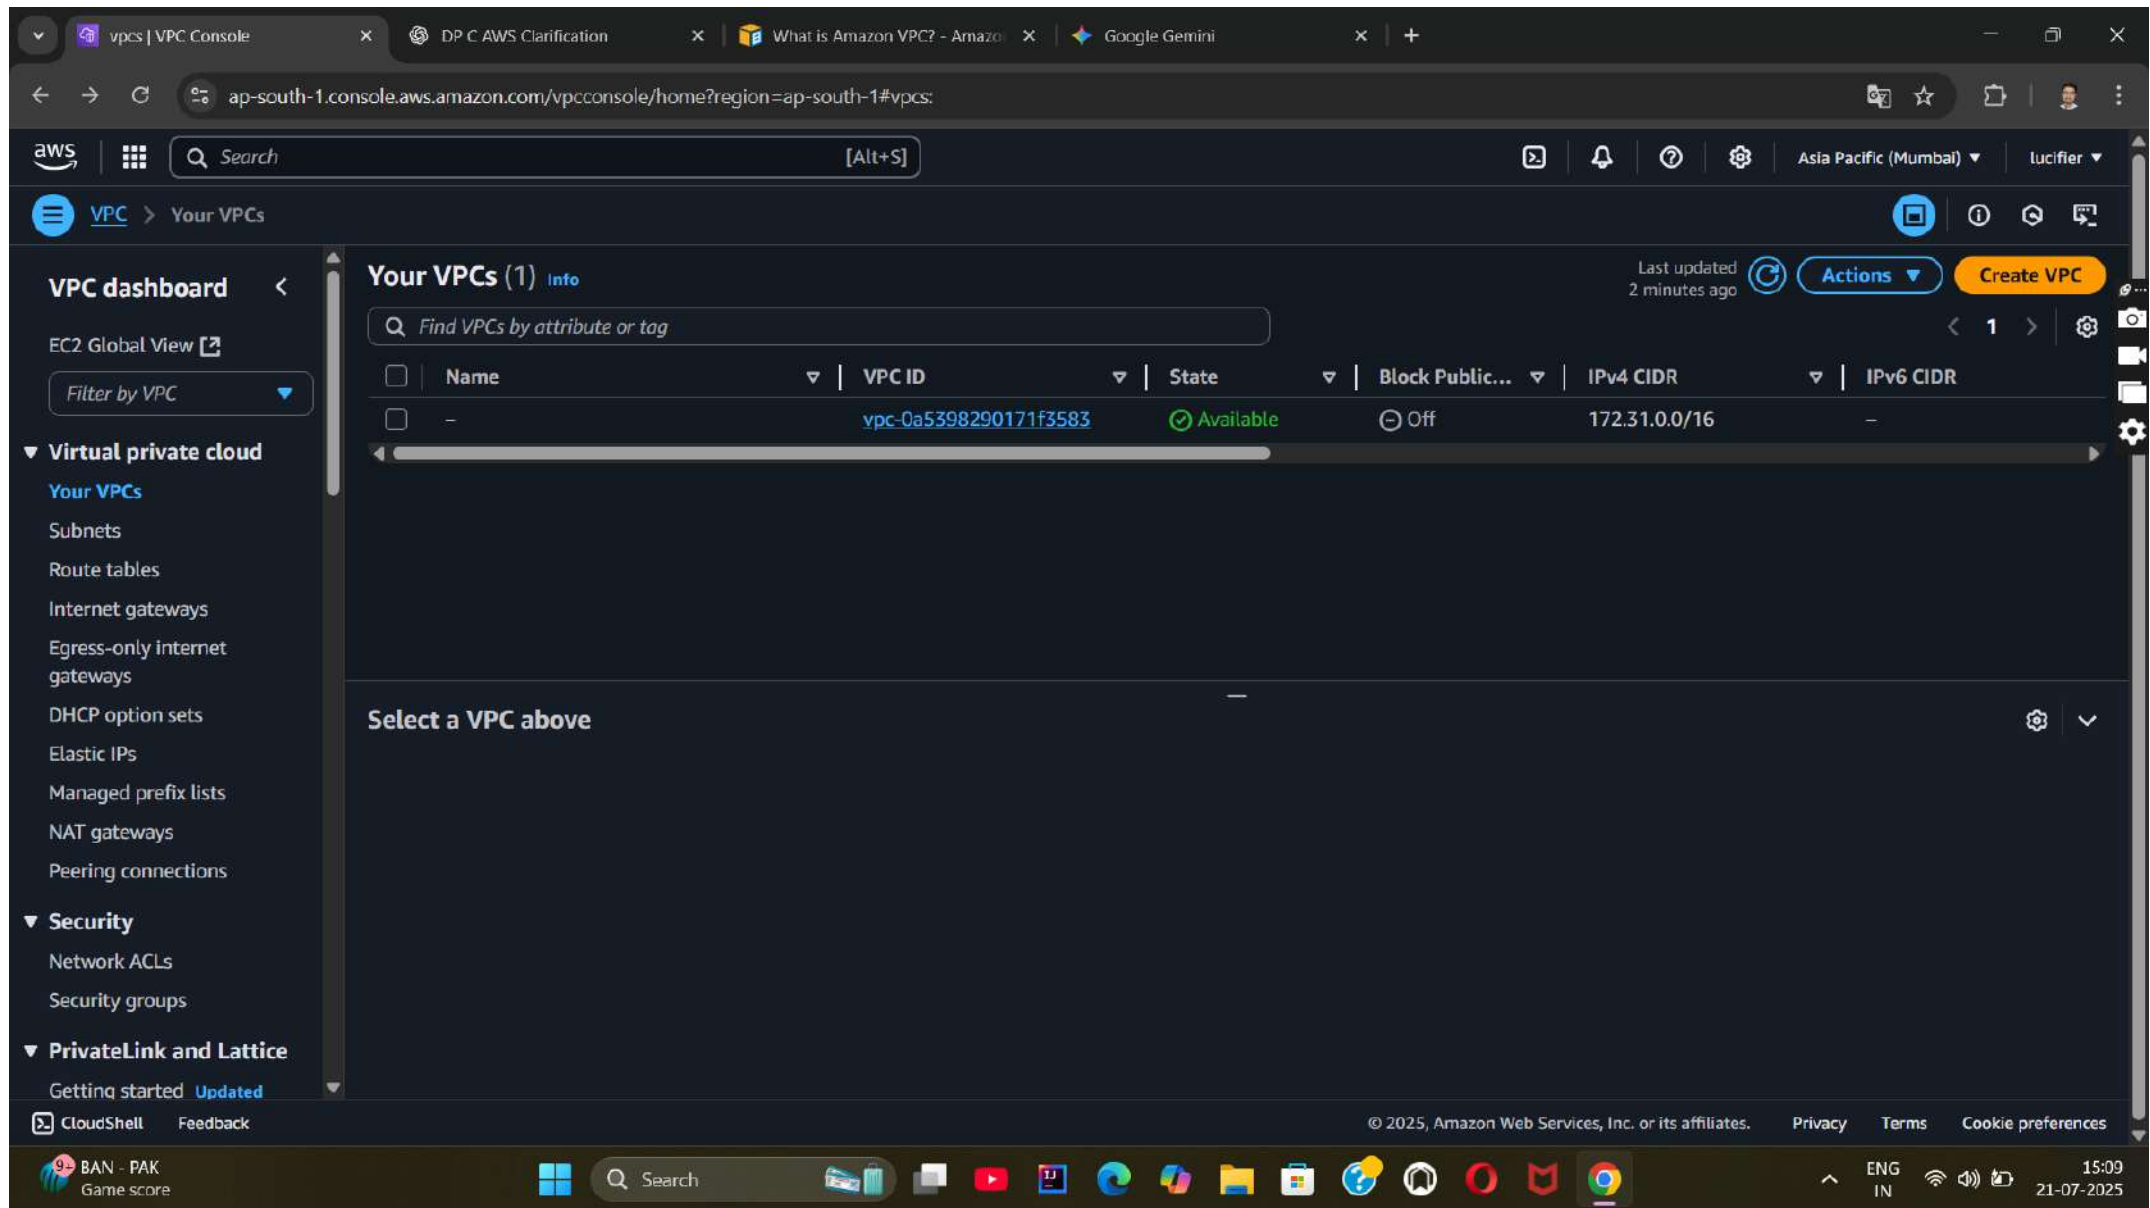 vpcs | VPC Console
DP C AWS Clarification
What is Amazon VPC? - Amazo
Google Gemini
ap-south-1.console.aws.amazon.com/vpcconsole/home?region=ap-south-1#vpcs:
aws
Search
[Alt+S]
Asia Pacific (Mumbai)
lucifier
VPC > Your VPCs
VPC dashboard
EC2 Global View
Filter by VPC
Virtual private cloud
Your VPCs
Subnets
Route tables
Internet gateways
Egress-only internet
gateways
DHCP option sets
Elastic IPs
Managed prefix lists
NAT gateways
Peering connections
Security
Network ACLs
Security groups
PrivateLink and Lattice
Getting started Updated
Your VPCs (1) Info
Last updated
2 minutes ago
Actions
Create VPC
Find VPCs by attribute or tag
1
Name VPC ID State Block Public... IPv4 CIDR IPv6 CIDR
– vpc-0a5398290171f3583 Available Off 172.31.0.0/16 –
Select a VPC above
CloudShell Feedback
© 2025, Amazon Web Services, Inc. or its affiliates. Privacy Terms Cookie preferences
9+
BAN - PAK
Game score
Search
IJ
ENG
IN
15:09
21-07-2025